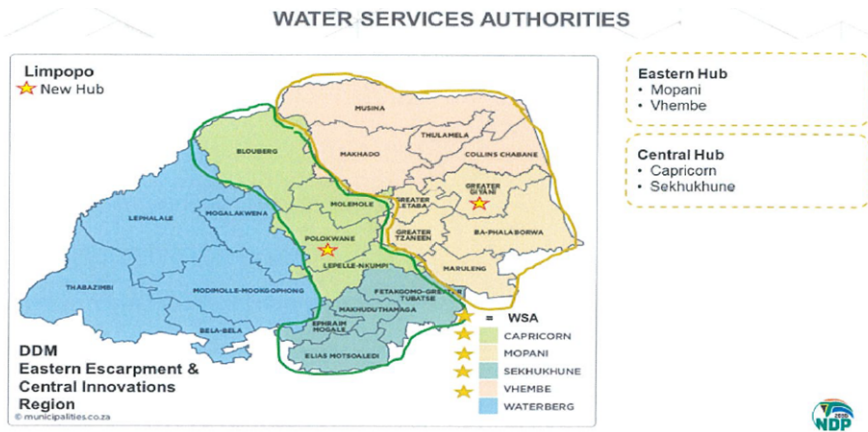 WATER SERVICES AUTHORITIES
Limpopo
New Hub
MUSINA
THULAMELA
MAKHADO
COLLINS CHABANE
BLOUBERG
GREATER
GIYANI
MOLEMOLE
GREATER
LETABA
LEPHALALE
MOGALAKWENA
POLOKWANE
GREATER
TZANEEN
BA-PHALABORWA
LEPELLE-NKUMPI
MARULENG
THABAZIMBI
MODIMOLLE-MOOKGOPHONG
FETAKGOMO-GREATER
TUBATSE
MAKHUDUTHAMAGA
EPHRAIM
MOGALE
BELA-BELA
ELIAS MOTSOALEDI
= WSA
CAPRICORN
MOPANI
SEKHUKHUNE
VHEMBE
WATERBERG
DDM
Eastern Escarpment &
Central Innovations
Region
© municipalities.co.za
Eastern Hub
• Mopani
• Vhembe
Central Hub
• Capricorn
• Sekhukhune
NDP